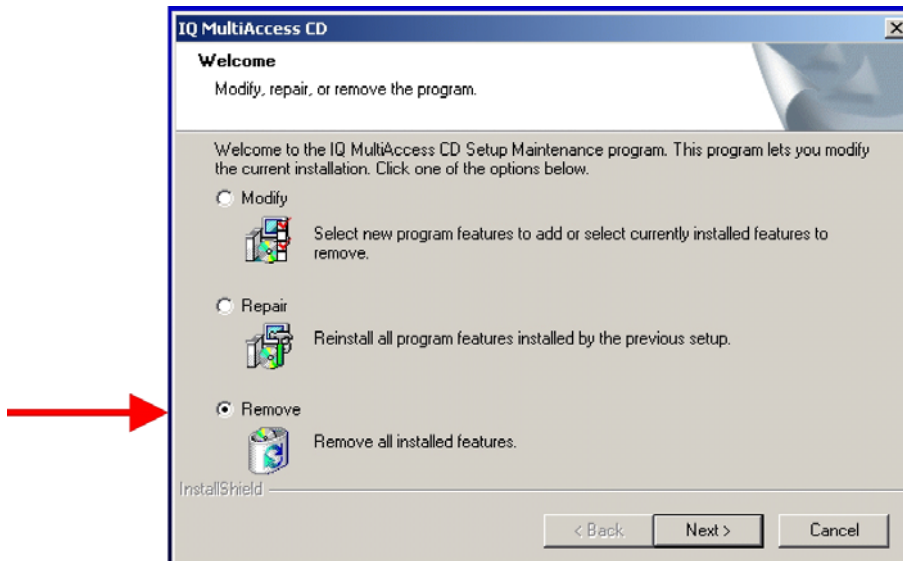 IQ MultiAccess CD
Welcome
Modify, repair, or remove the program.
Welcome to the IQ MultiAccess CD Setup Maintenance program. This program lets you modify
the current installation. Click one of the options below.
Modify
Select new program features to add or select currently installed features to
remove.
Repair
Reinstall all program features installed by the previous setup.
Remove
Remove all installed features.
InstallShield
< Back Next > Cancel